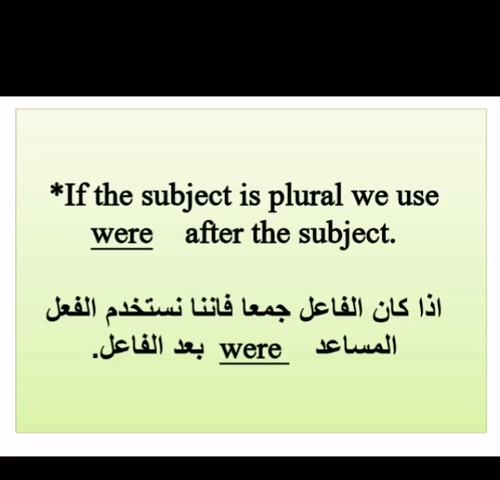 *If the subject is plural we use
were after the subject.
اذا كان الفاعل جمعا فاننا نستخدم الفعل
المساعد were بعد الفاعل.